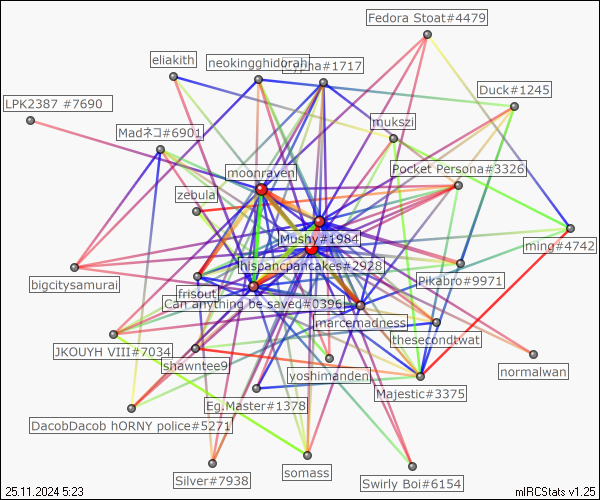 Fedora Stoat#4479
eliakith
neokingghidorah
#1717
LPK2387 #7690
Duck#1245
Madネコ#6901
mukszi
moonraven
Pocket Persona#3326
zebula
Mushy#1984
ming#4742
hispancpancakes#2928
bigcitysamurai
frisout
Pikabro#9971
Can anything be saved#0396
marcemadness
thesecondtwat
JKOUYH VIII#7034
shawntee9
yoshimanden
normalwan
Majestic#3375
Eg.Master#1378
DacobDacob hORNY police#5271
somass
Silver#7938
Swirly Boi#6154
25.11.2024 5:23
mIRCStats v1.25